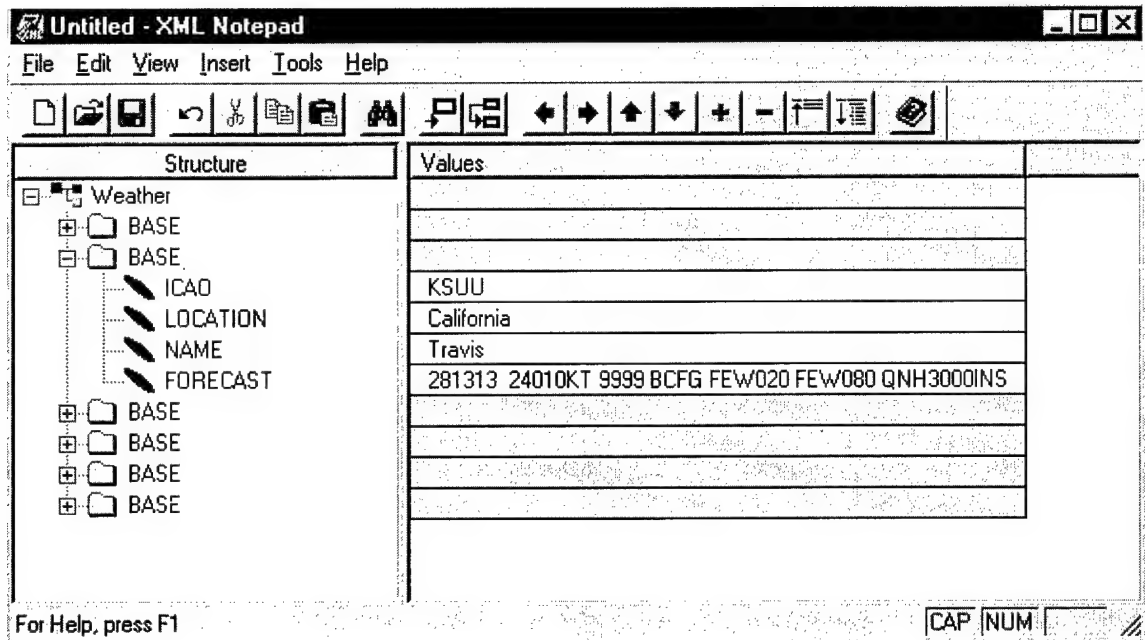 Untitled - XML Notepad
File Edit View Insert Tools Help
Structure Values
Weather
BASE
BASE
ICAO KSUU
LOCATION California
NAME Travis
FORECAST 281313 24010KT 9999 BCFG FEW020 FEW080 QNH3000INS
BASE
BASE
BASE
BASE
For Help, press F1 CAP NUM